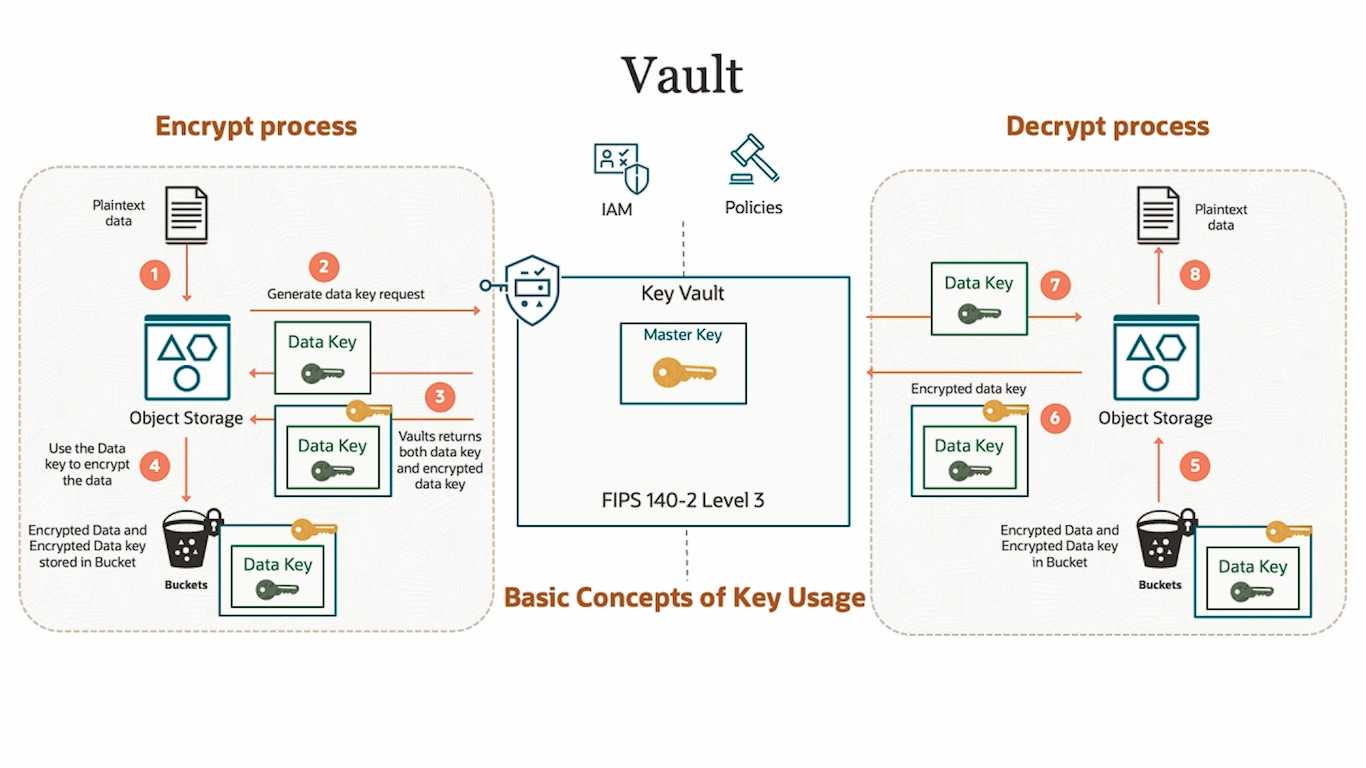 Vault
Encrypt process
Plaintext
data
1
2
Generate data key request
Data Key
Object Storage
3
Data Key
Vaults returns
both data key
and encrypted
data key
Use the Data
key to encrypt
the data
4
Encrypted Data and
Encrypted Data key
stored in Bucket
Buckets
Data Key
IAM
Policies
Key Vault
Master Key
FIPS 140-2 Level 3
Basic Concepts of Key Usage
Decrypt process
Plaintext
data
8
Data Key
7
Object Storage
Encrypted data key
Data Key
6
5
Encrypted Data and
Encrypted Data key
in Bucket
Buckets
Data Key